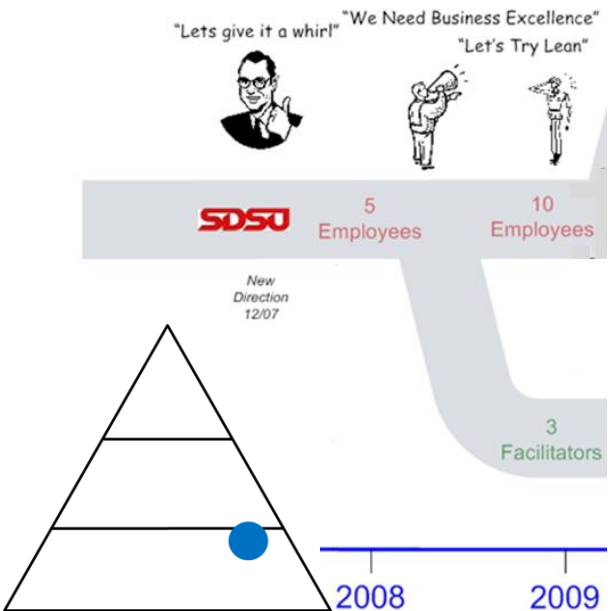 "Lets give it a whirl"
"We Need Business Excellence"
"Let's Try Lean"
SDSU
5
Employees
10
Employees
New
Direction
12/07
3
Facilitators
2008
2009